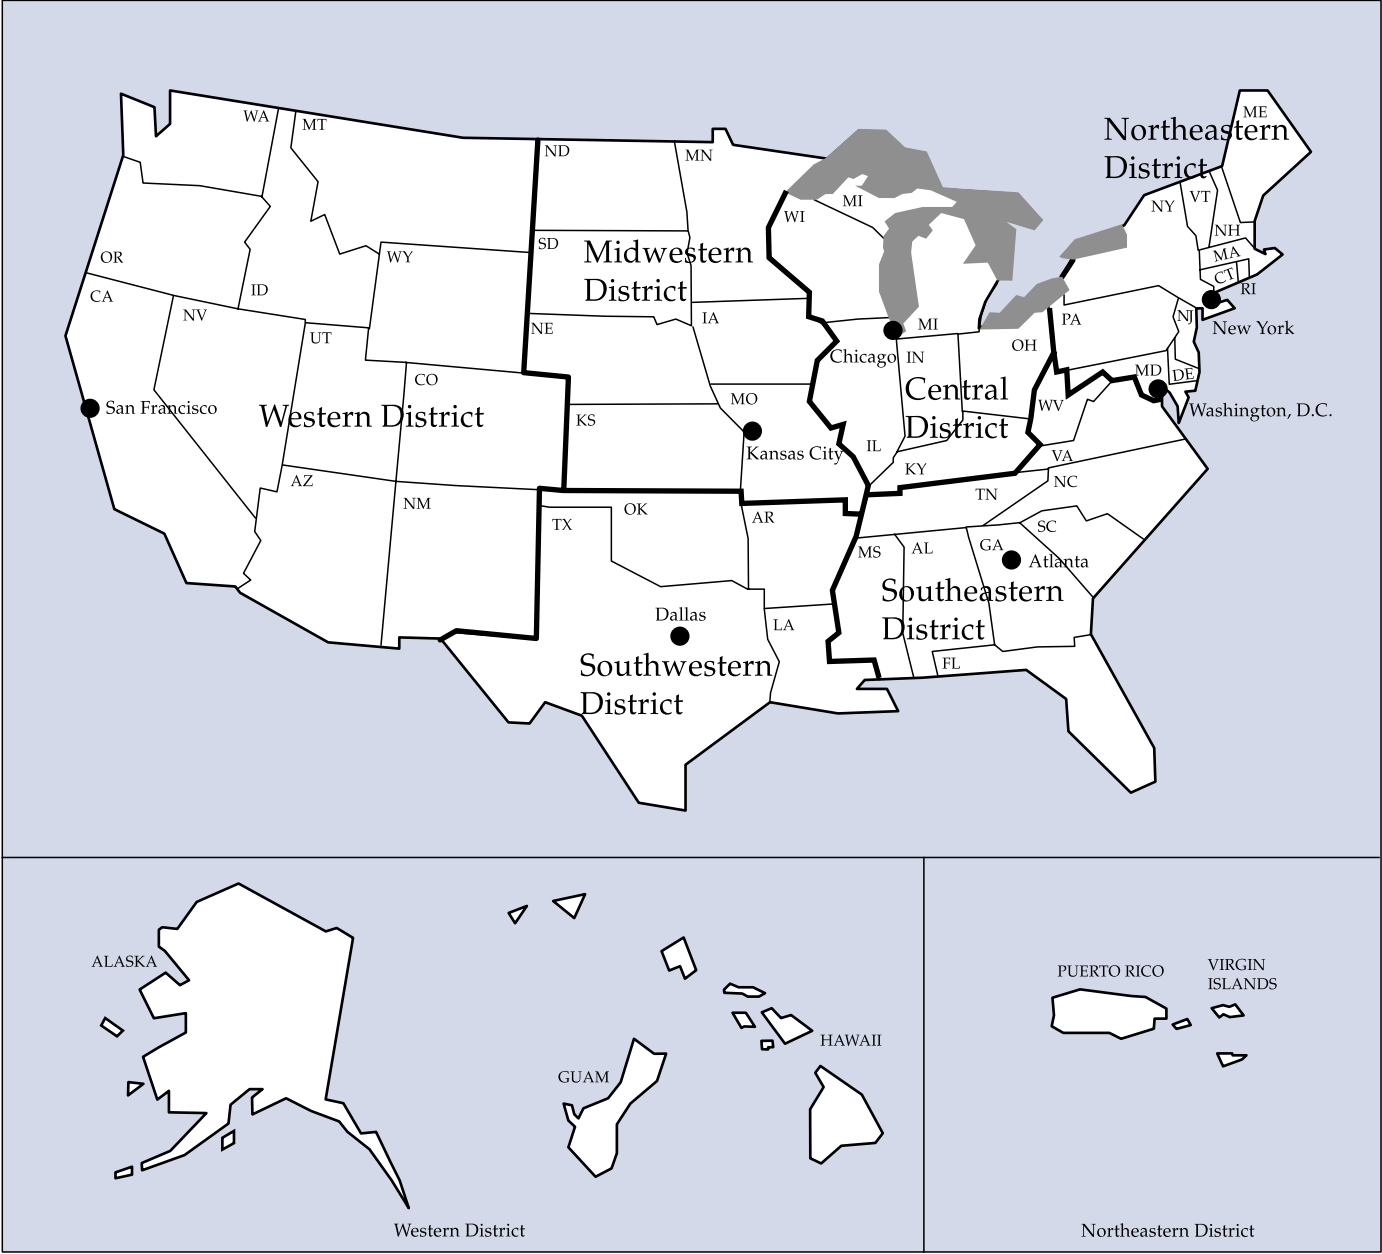 ME
Northeastern
District
WA
MT
ND
MN
WI
MI
NY
VT
NH
MA
CT
RI
OR
CA
ID
WY
SD
Midwestern
District
NV
UT
NE
IA
MI
PA
NJ
New York
OH
Chicago
IN
CO
MO
Central
District
WV
MD
DE
Washington, D.C.
San Francisco
Western District
KS
Kansas City
IL
KY
VA
AZ
NM
TX
OK
AR
TN
NC
SC
MS
AL
GA
Atlanta
Southeastern
District
Dallas
LA
FL
Southwestern
District
ALASKA
GUAM
HAWAII
Western District
PUERTO RICO
VIRGIN
ISLANDS
Northeastern District